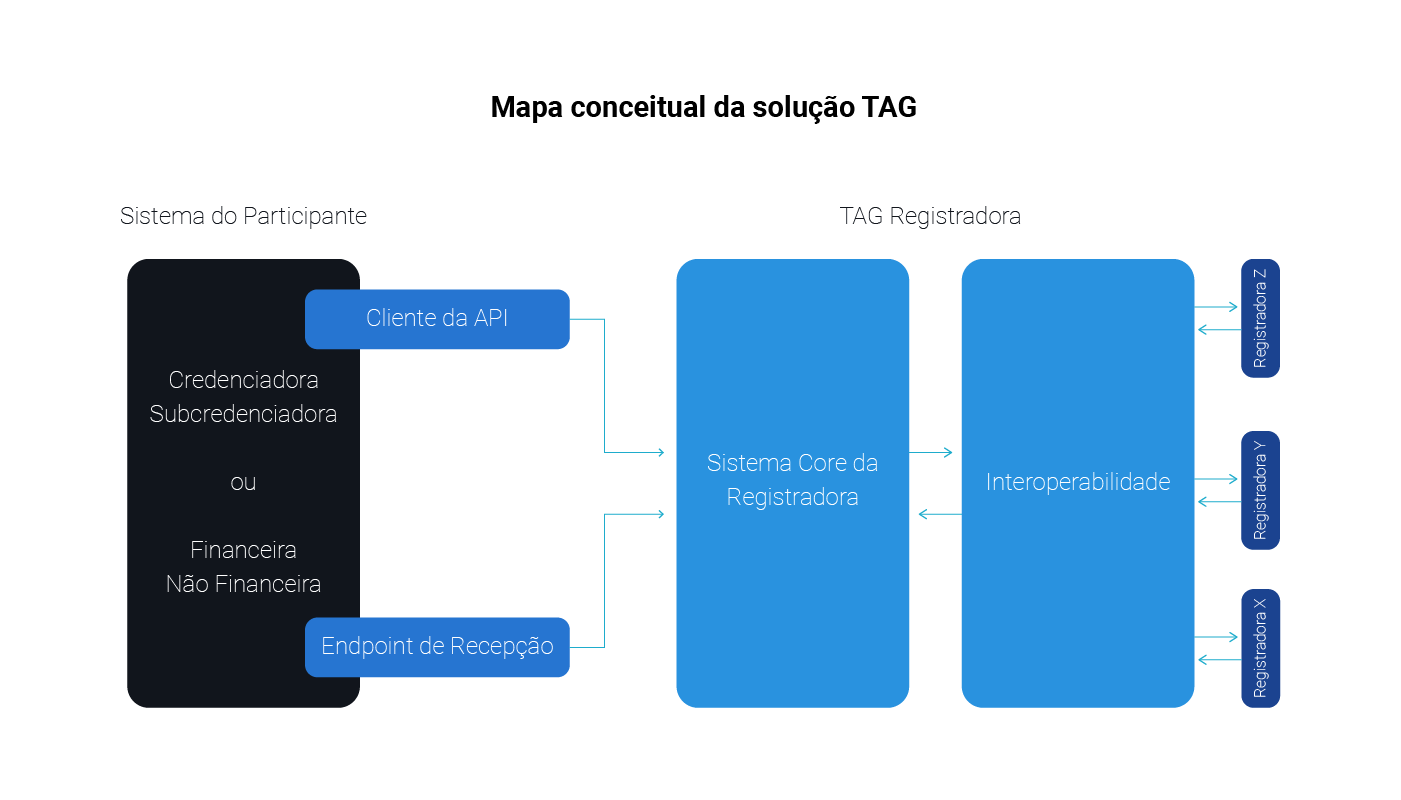 Mapa conceitual da solução TAG
Sistema do Participante
TAG Registradora
Cliente da API
Credenciadora
Subcredenciadora
ou
Financeira
Não Financeira
Endpoint de Recepção
Sistema Core da
Registradora
Interoperabilidade
Registradora Z
Registradora Y
Registradora X